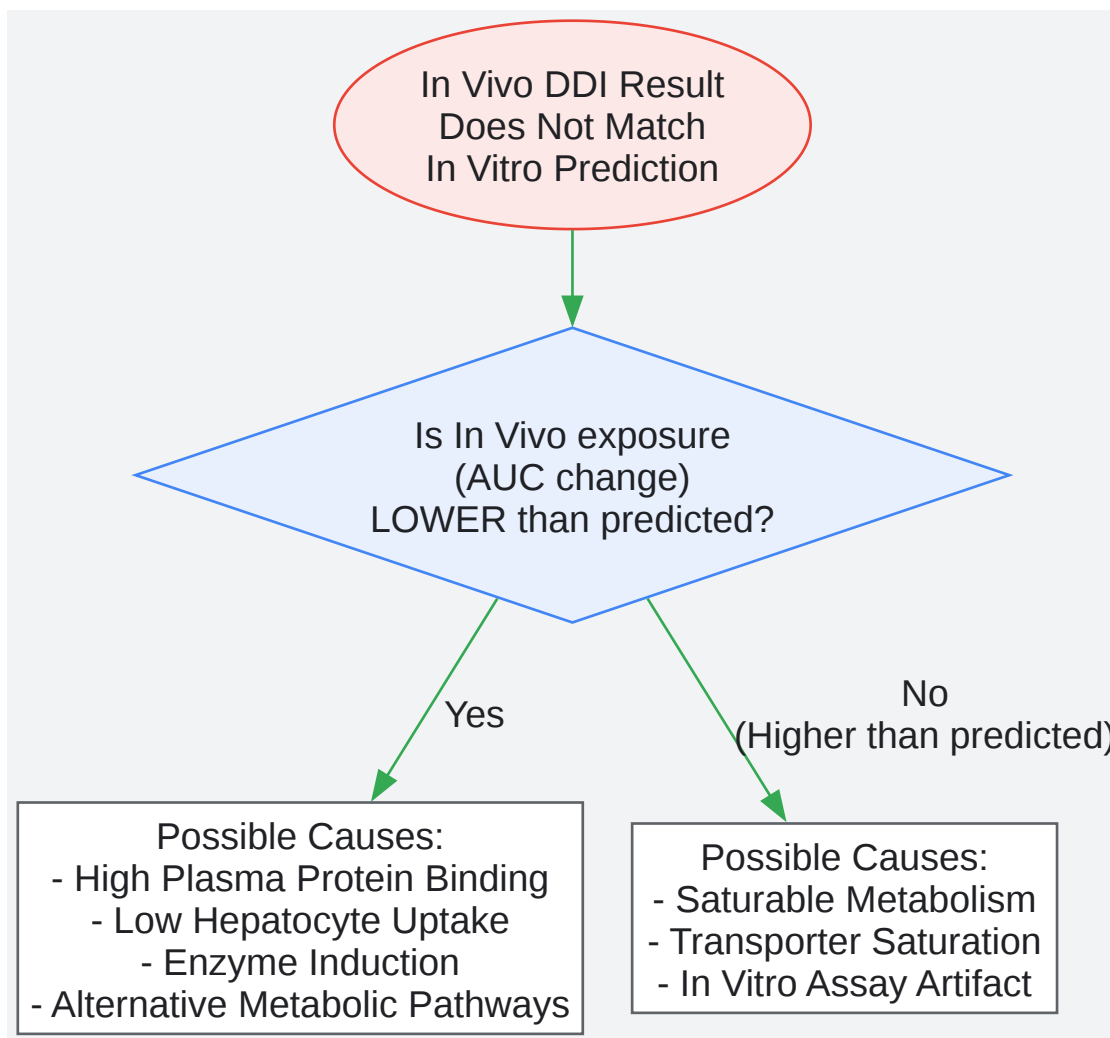 In Vivo DDI Result
Does Not Match
In Vitro Prediction
Is In Vivo exposure
(AUC change)
LOWER than predicted?
Yes
No
(Higher than predicted)
Possible Causes:
- High Plasma Protein Binding
- Low Hepatocyte Uptake
- Enzyme Induction
- Alternative Metabolic Pathways
Possible Causes:
- Saturable Metabolism
- Transporter Saturation
- In Vitro Assay Artifact